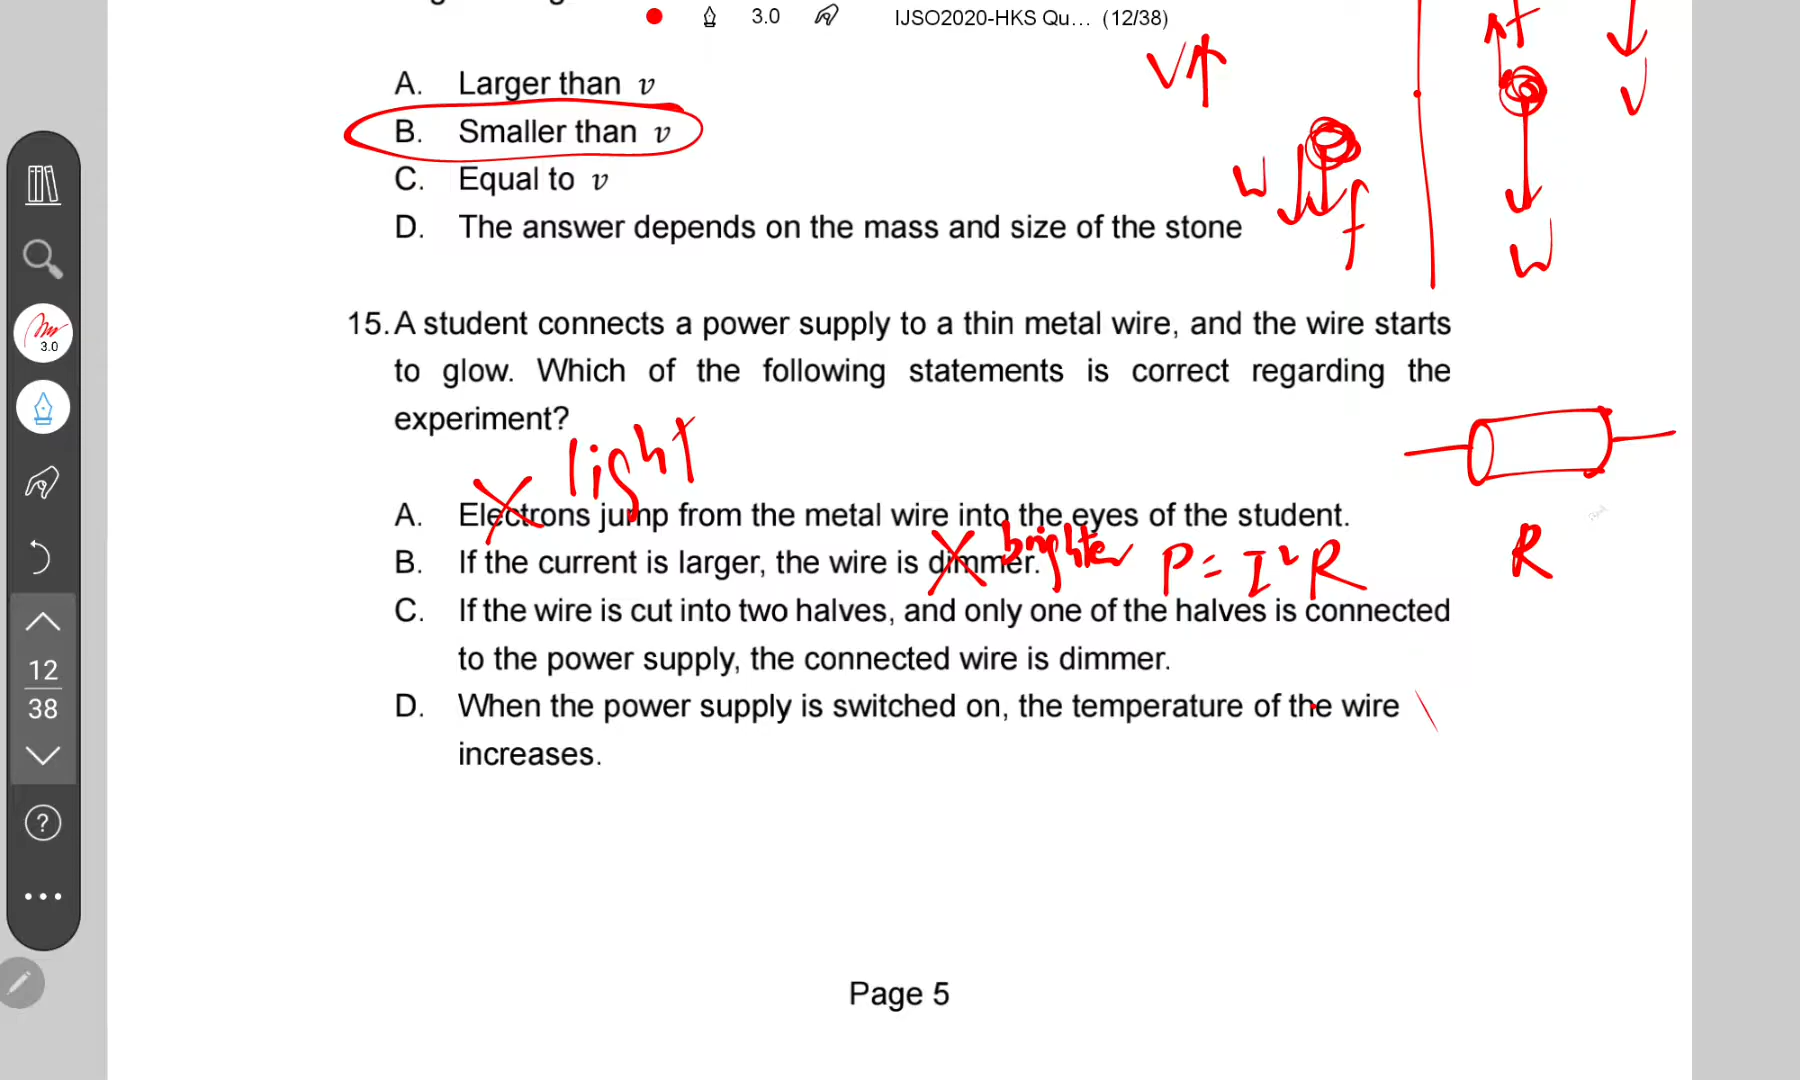 3.0 IJSO2020-HKS Qu... (12/38)
V↑
f
V
A. Larger than v
B. Smaller than v
C. Equal to v
D. The answer depends on the mass and size of the stone
W
f
W
15. A student connects a power supply to a thin metal wire, and the wire starts
to glow. Which of the following statements is correct regarding the
experiment?
light
A. Electrons jump from the metal wire into the eyes of the student.
B. If the current is larger, the wire is dimmer.
brighter P = I²R
R
C. If the wire is cut into two halves, and only one of the halves is connected
to the power supply, the connected wire is dimmer.
D. When the power supply is switched on, the temperature of the wire
increases.
3.0
12
38
?
Page 5